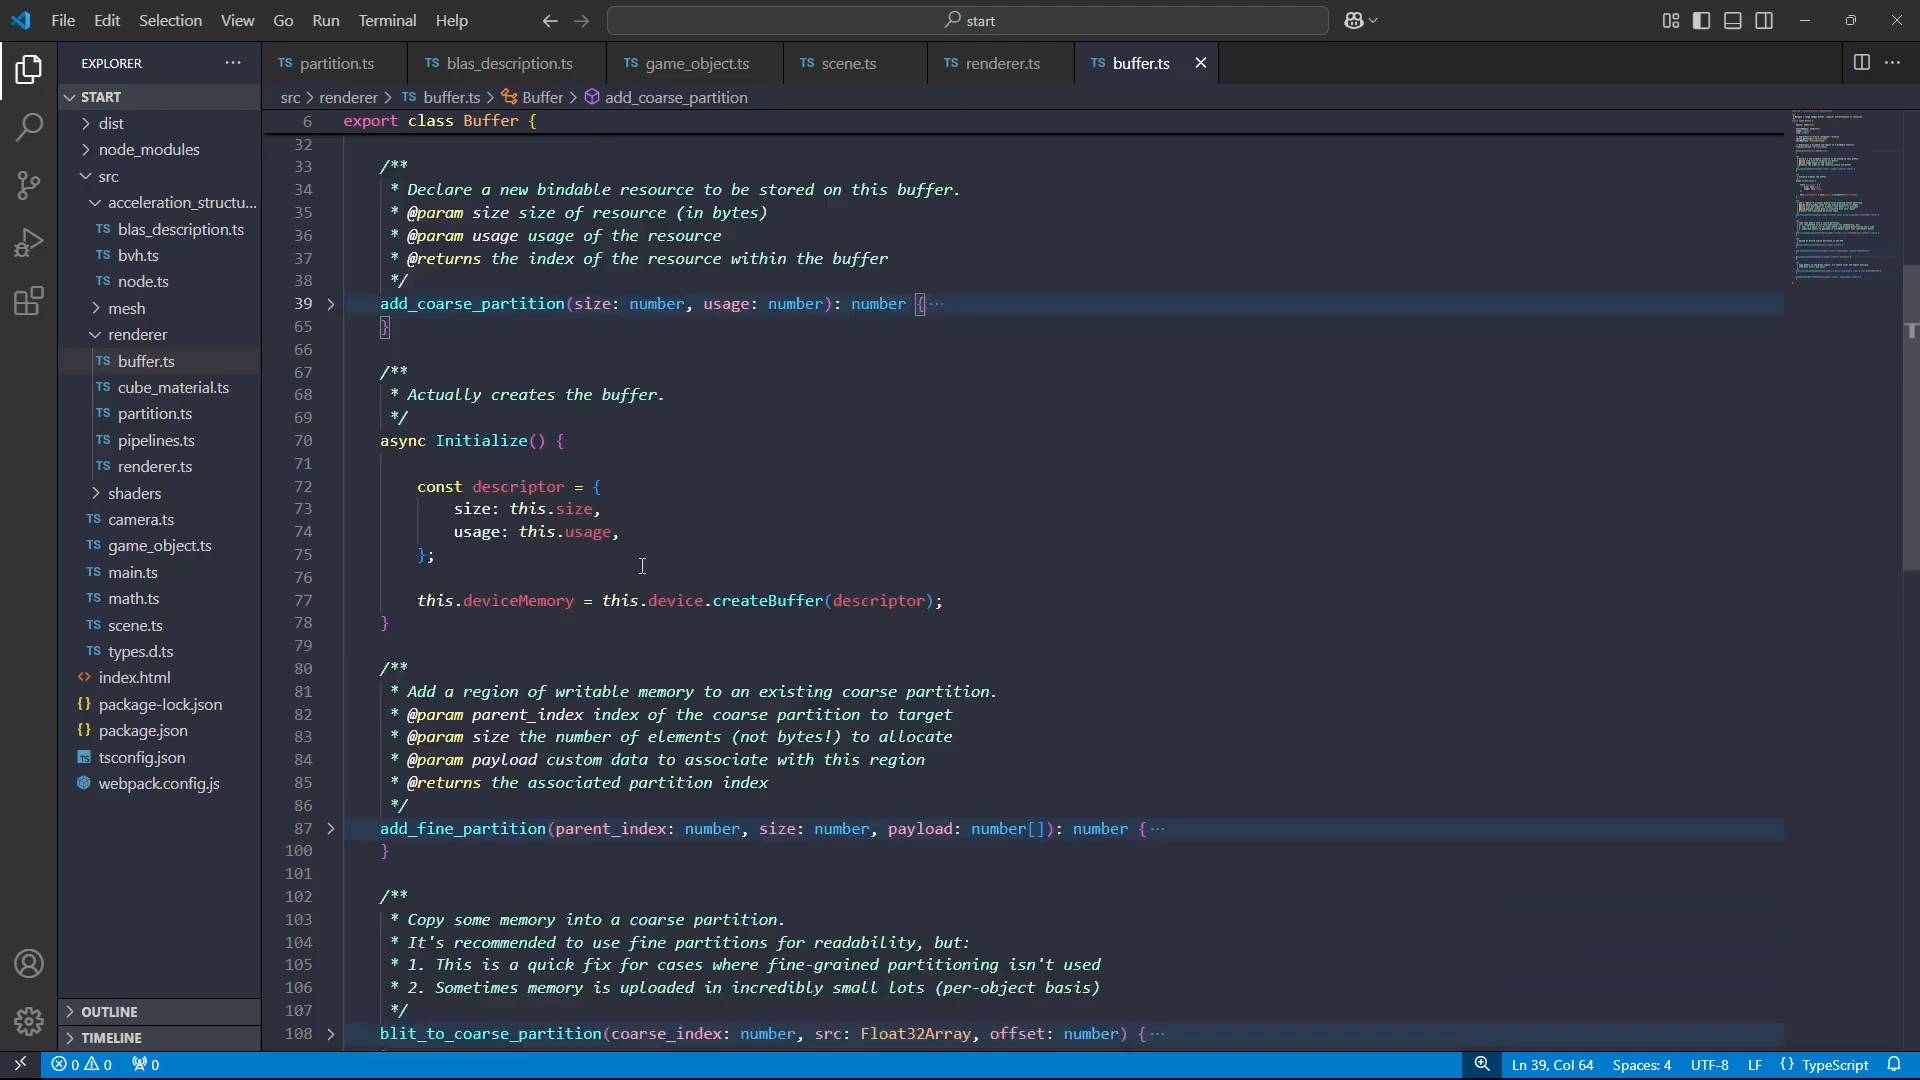 File Edit Selection View Go Run Terminal Help
start
EXPLORER
START
dist
node_modules
src
acceleration_structu...
TS blas_description.ts
TS bvh.ts
TS node.ts
mesh
renderer
TS buffer.ts
TS cube_material.ts
TS partition.ts
TS pipelines.ts
TS renderer.ts
shaders
TS camera.ts
TS game_object.ts
TS main.ts
TS math.ts
TS scene.ts
TS types.d.ts
index.html
package-lock.json
package.json
tsconfig.json
webpack.config.js
OUTLINE
TIMELINE
TS partition.ts TS blas_description.ts TS game_object.ts TS scene.ts TS renderer.ts TS buffer.ts
src > renderer > TS buffer.ts > Buffer > add_coarse_partition
6 export class Buffer {
32
33 /**
34 * Declare a new bindable resource to be stored on this buffer.
35 * @param size size of resource (in bytes)
36 * @param usage usage of the resource
37 * @returns the index of the resource within the buffer
38 */
39 add_coarse_partition(size: number, usage: number): number { ...
65 }
66
67 /**
68 * Actually creates the buffer.
69 */
70 async Initialize() {
71
72 const descriptor = {
73 size: this.size,
74 usage: this.usage,
75 };
76
77 this.deviceMemory = this.device.createBuffer(descriptor);
78 }
79
80 /**
81 * Add a region of writable memory to an existing coarse partition.
82 * @param parent_index index of the coarse partition to target
83 * @param size the number of elements (not bytes!) to allocate
84 * @param payload custom data to associate with this region
85 * @returns the associated partition index
86 */
87 add_fine_partition(parent_index: number, size: number, payload: number[]): number { ...
100 }
101
102 /**
103 * Copy some memory into a coarse partition.
104 * It's recommended to use fine partitions for readability, but:
105 * 1. This is a quick fix for cases where fine-grained partitioning isn't used
106 * 2. Sometimes memory is uploaded in incredibly small lots (per-object basis)
107 */
108 blit_to_coarse_partition(coarse_index: number, src: Float32Array, offset: number) { ...
0 0 0 Ln 39, Col 64 Spaces: 4 UTF-8 LF {} TypeScript